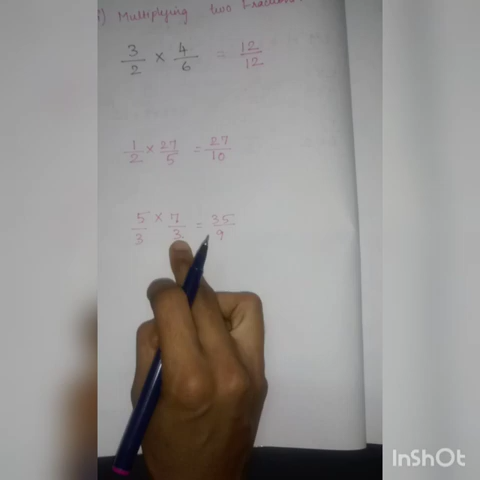 Multiplying two fractions.
3/2 × 4/6 = 12/12
1/2 × 27/5 = 27/10
5/3 × 7/3 = 35/9
InShOt